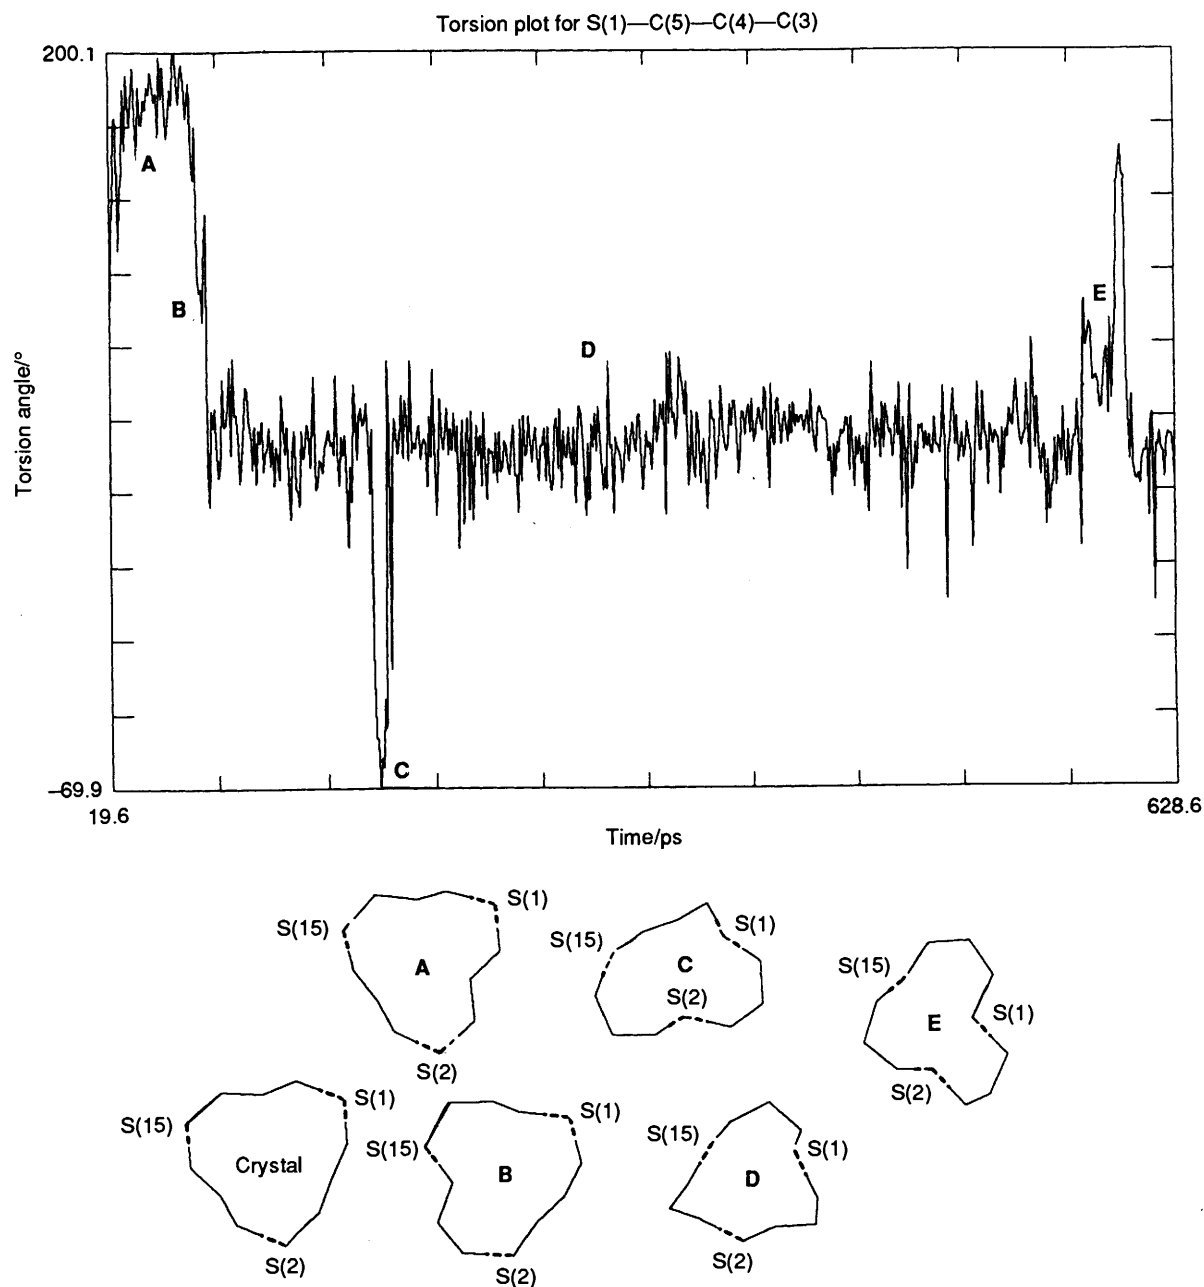 Torsion plot for S(1)—C(5)—C(4)—C(3)
200.1
A
B
E
D
Torsion angle/°
C
–69.9
19.6
628.6
Time/ps
S(1)
S(15)
A
S(2)
S(1)
S(15)
C
S(2)
S(15)
S(1)
E
S(2)
S(1)
S(15)
Crystal
S(2)
S(1)
S(15)
B
S(2)
S(15)
S(1)
D
S(2)